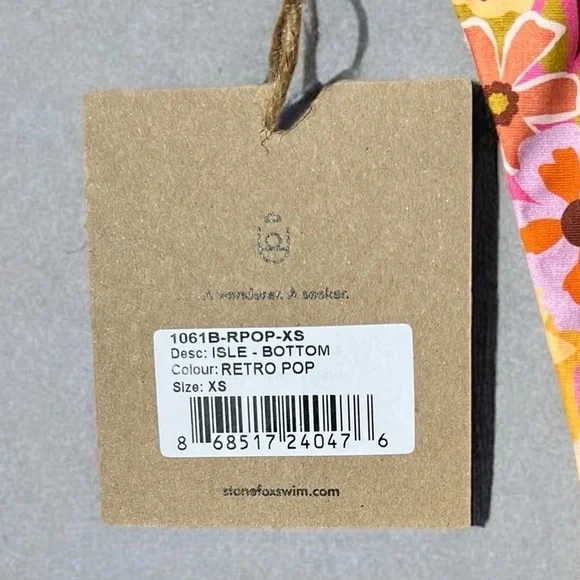 A wanderer. A seeker.
1061B-RPOP-XS
Desc: ISLE - BOTTOM
Colour: RETRO POP
Size: XS
8 68517 24047 6
stonefoxswim.com